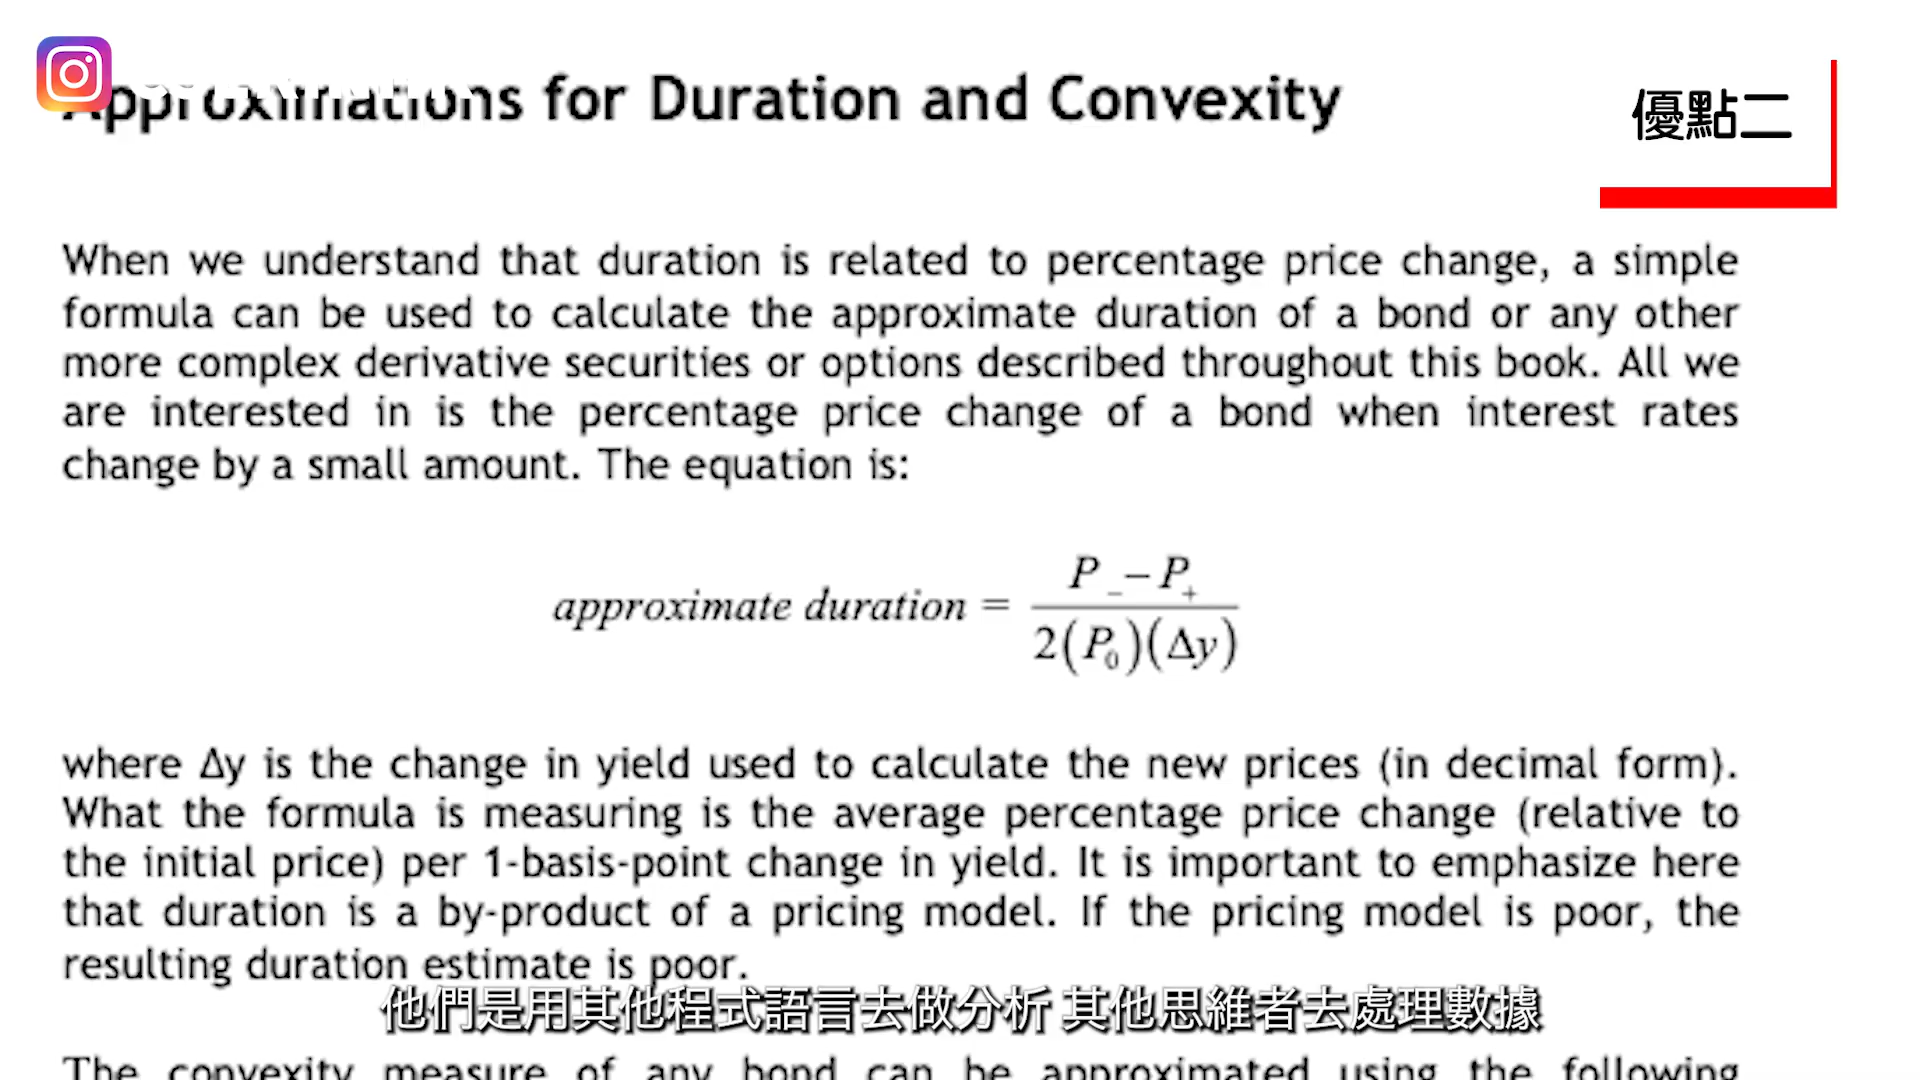 Approximations for Duration and Convexity
優點二
When we understand that duration is related to percentage price change, a simple
formula can be used to calculate the approximate duration of a bond or any other
more complex derivative securities or options described throughout this book. All we
are interested in is the percentage price change of a bond when interest rates
change by a small amount. The equation is:
approximate duration = P₋ − P₊ / 2(P₀)(Δy)
where Δy is the change in yield used to calculate the new prices (in decimal form).
What the formula is measuring is the average percentage price change (relative to
the initial price) per 1-basis-point change in yield. It is important to emphasize here
that duration is a by-product of a pricing model. If the pricing model is poor, the
resulting duration estimate is poor.
他們是用其他程式語言去做分析 其他思維者去處理數據
The convexity measure of any bond can be approximated using the following